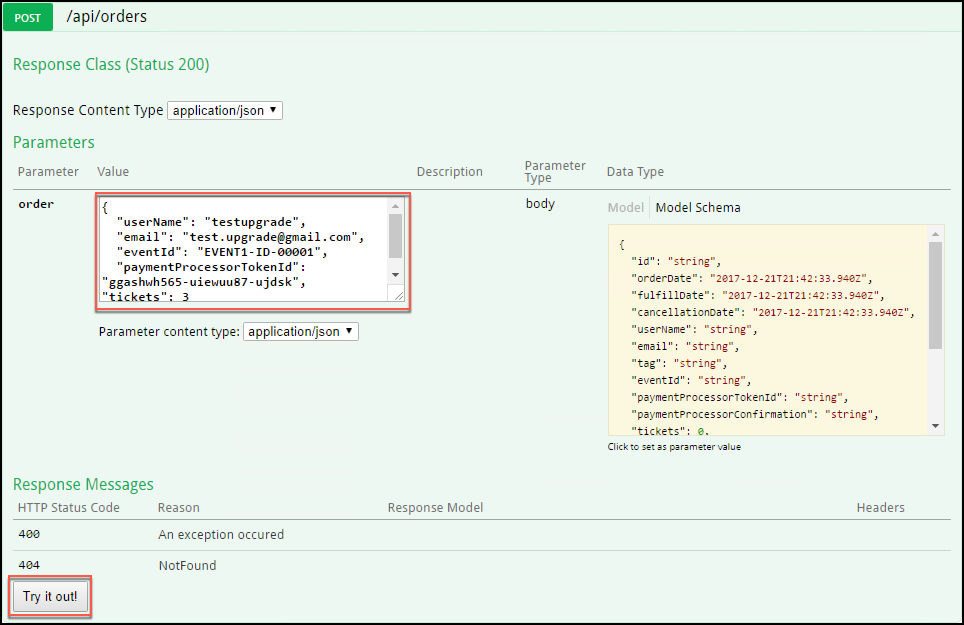 POST /api/orders
Response Class (Status 200)
Response Content Type application/json
Parameters
Parameter Value Description Parameter Type Data Type
order
{
"userName": "testupgrade",
"email": "test.upgrade@gmail.com",
"eventId": "EVENT1-ID-00001",
"paymentProcessorTokenId":
"ggashwh565-uiewuu87-ujdsk",
"tickets": 3
Parameter content type: application/json
body
Model Model Schema
{
"id": "string",
"orderDate": "2017-12-21T21:42:33.940Z",
"fulfillDate": "2017-12-21T21:42:33.940Z",
"cancellationDate": "2017-12-21T21:42:33.940Z",
"userName": "string",
"email": "string",
"tag": "string",
"eventId": "string",
"paymentProcessorTokenId": "string",
"paymentProcessorConfirmation": "string",
"tickets": 0,
Click to set as parameter value
Response Messages
HTTP Status Code Reason Response Model Headers
400 An exception occured
404 NotFound
Try it out!